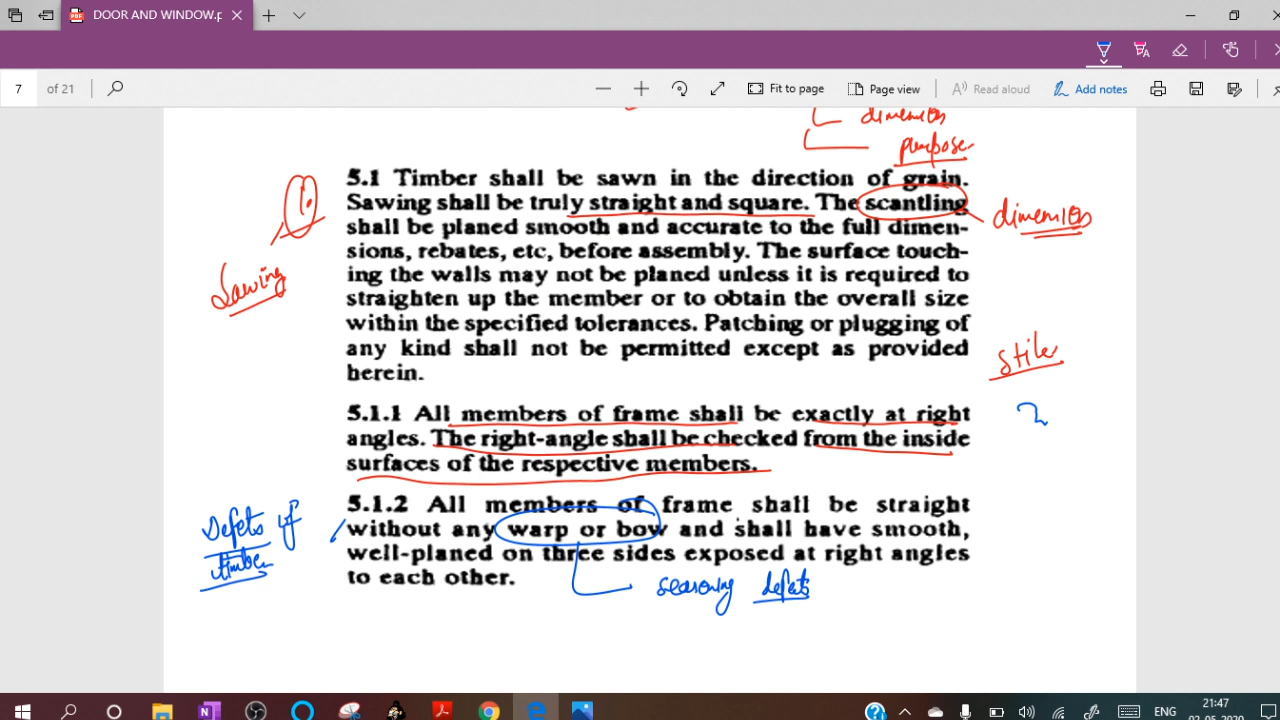 DOOR AND WINDOW.p
7 of 21
Fit to page
Page view
Read aloud
Add notes
dimension
purpose
5.1 Timber shall be sawn in the direction of grain.
Sawing shall be truly straight and square. The scantling
dimension
shall be planed smooth and accurate to the full dimen-
sions, rebates, etc, before assembly. The surface touch-
ing the walls may not be planed unless it is required to
Sawing
straighten up the member or to obtain the overall size
within the specified tolerances. Patching or plugging of
any kind shall not be permitted except as provided
stile
herein.
5.1.1 All members of frame shall be exactly at right
angles. The right-angle shall be checked from the inside
surfaces of the respective members.
5.1.2 All members of frame shall be straight
Defets of
without any warp or bow and shall have smooth,
well-planed on three sides exposed at right angles
timber
to each other.
seasoning defets
ENG
21:47
02-05-2020